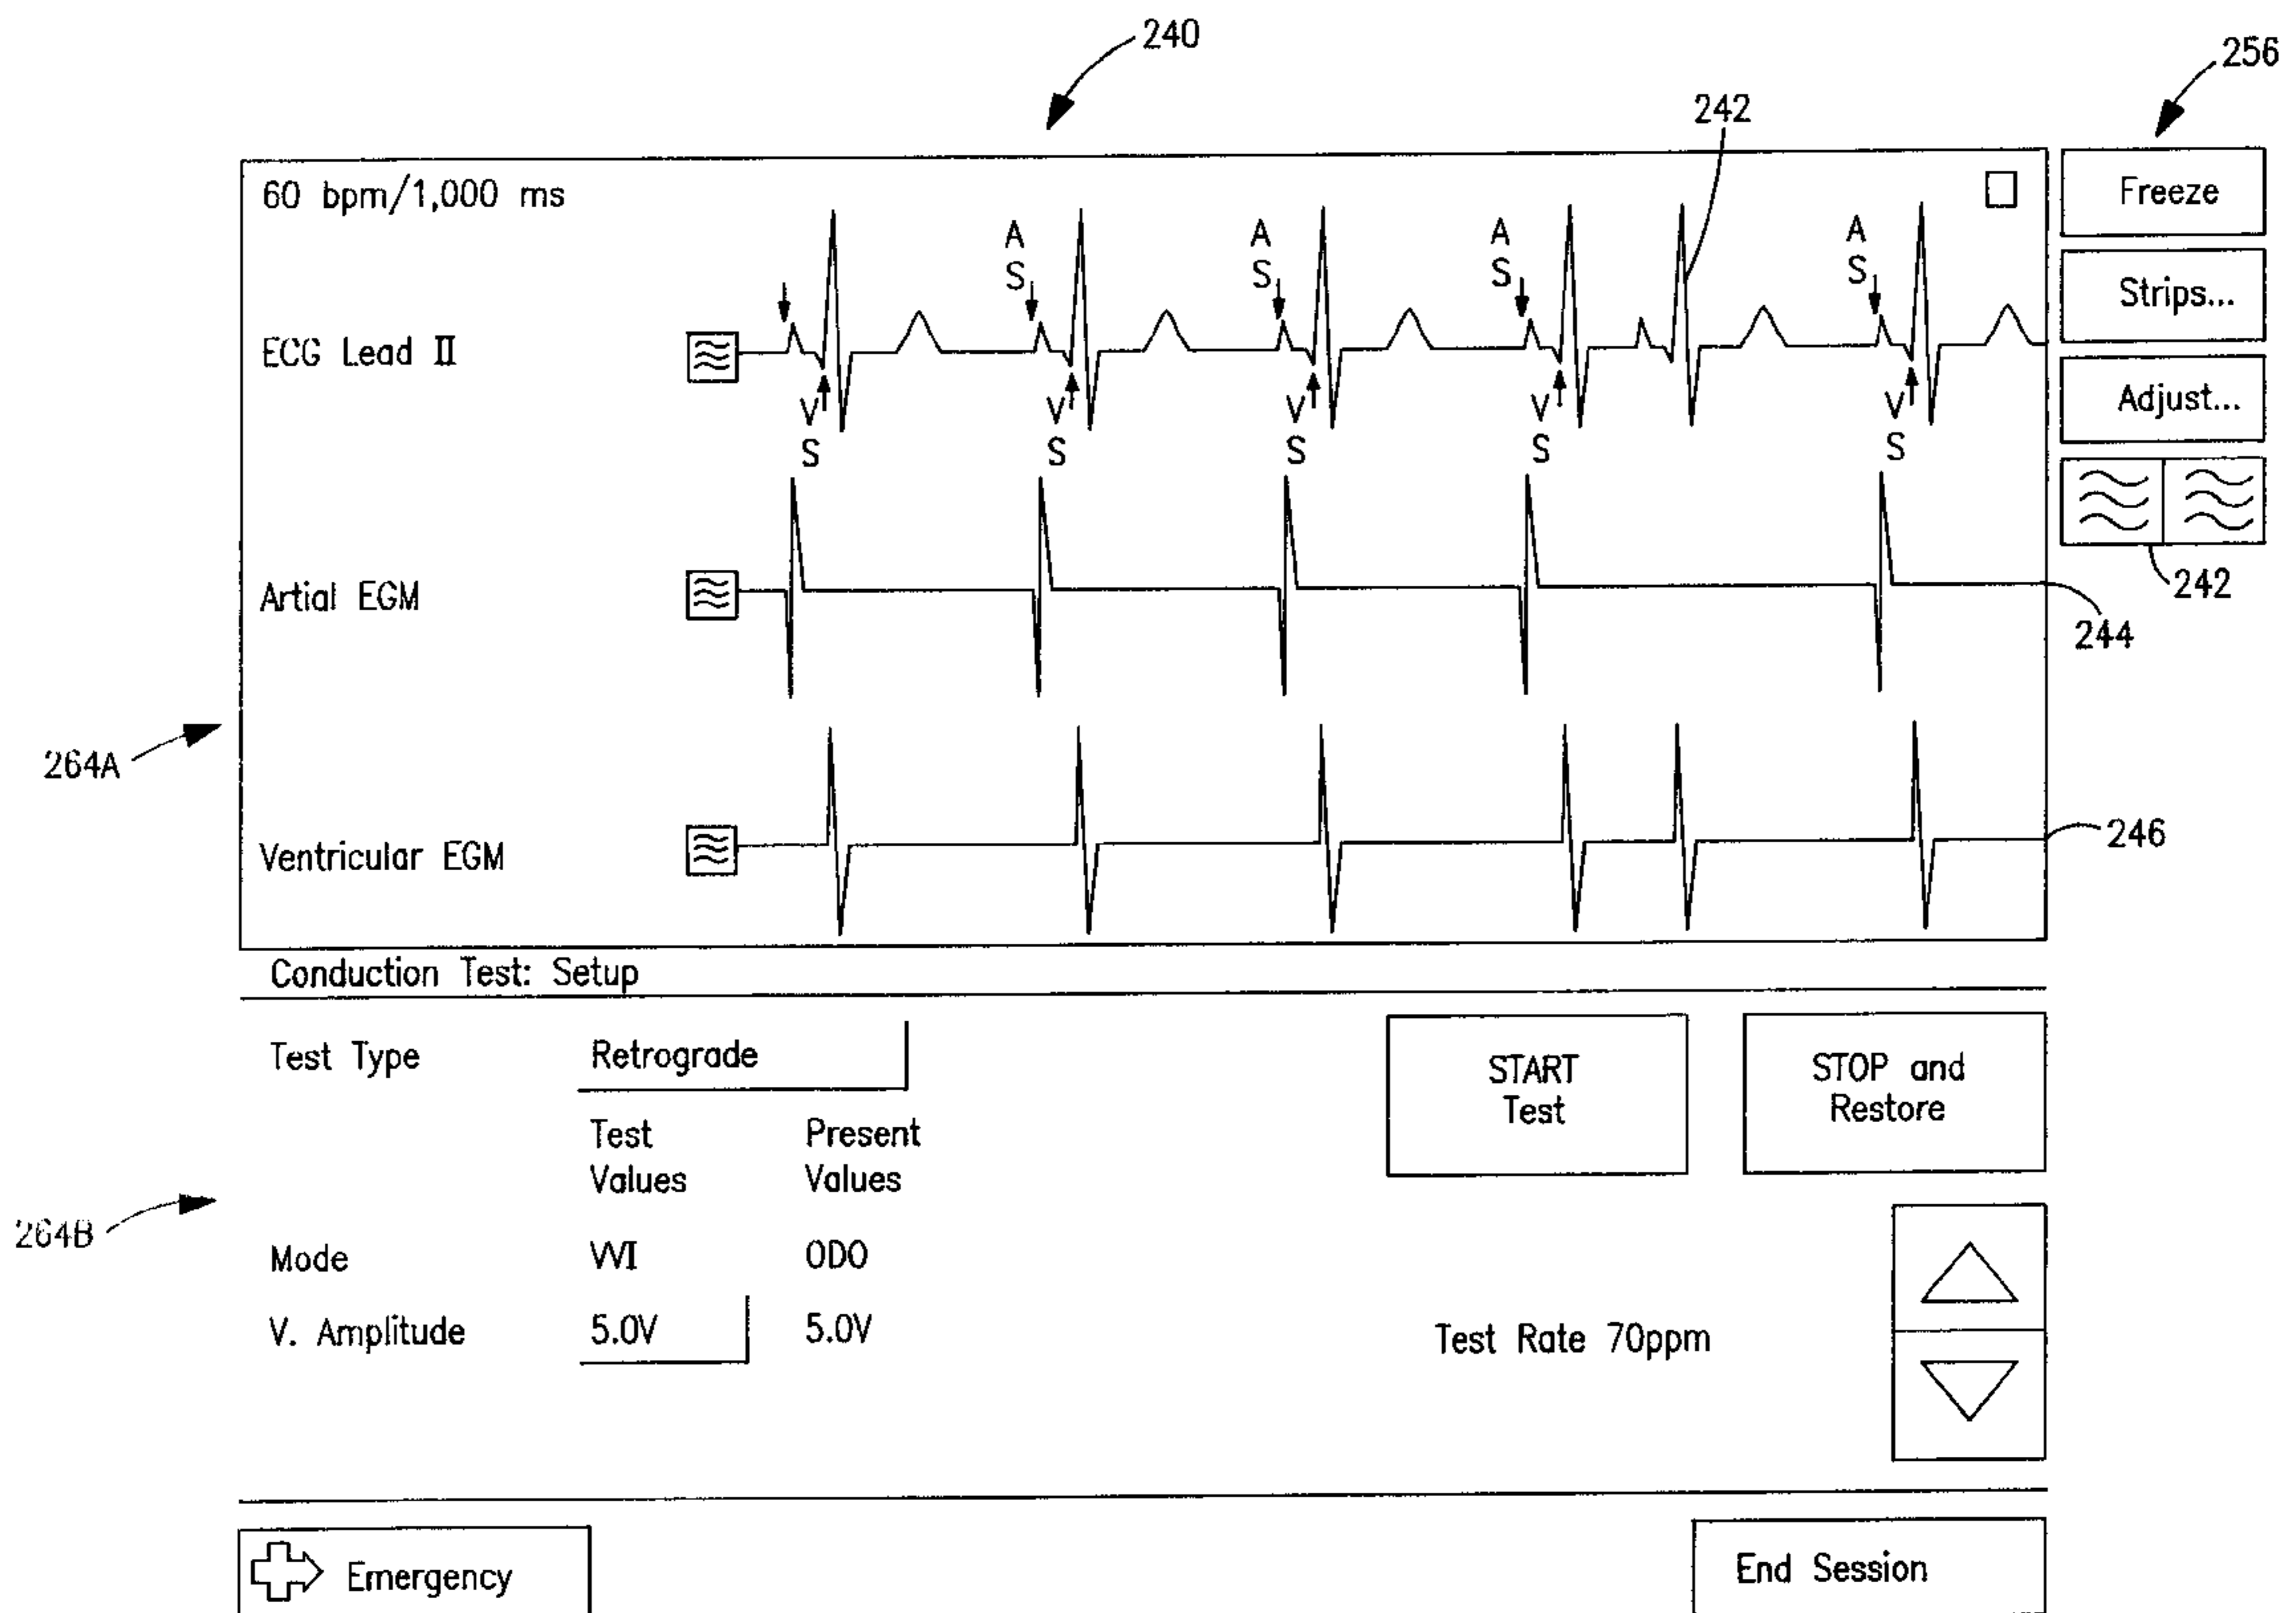 240
256
242
60 bpm/1,000 ms
Freeze
A A A A
S S S S
Strips...
ECG Lead II
Adjust...
V V V V V
S S S S S
242
Artial EGM
244
264A
Ventricular EGM
246
Conduction Test: Setup
Test Type
Retrograde
START
Test
STOP and
Restore
Test
Values
Present
Values
264B
Mode
VVI
ODO
V. Amplitude
5.0V
5.0V
Test Rate 70ppm
Emergency
End Session